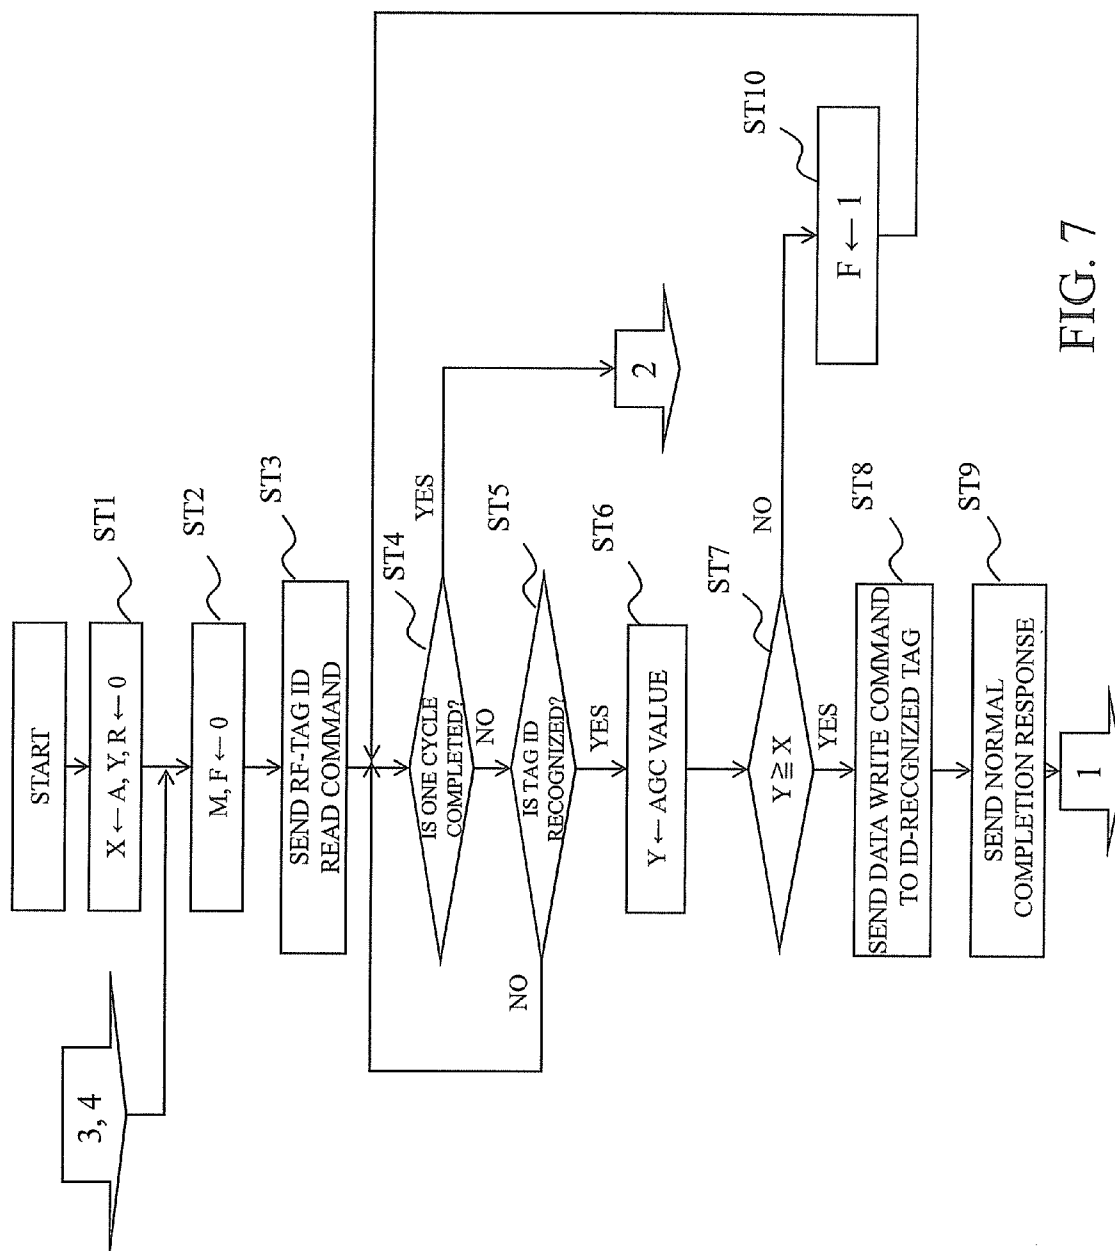 START
ST1
X ← A, Y, R ← 0
3, 4
ST2
M, F ← 0
ST3
SEND RF-TAG ID
READ COMMAND
ST4
IS ONE CYCLE
COMPLETED?
YES
NO
ST5
IS TAG ID
RECOGNIZED?
NO
YES
2
ST6
Y ← AGC VALUE
ST7
Y ≧ X
NO
YES
ST10
F ← 1
ST8
SEND DATA WRITE COMMAND
TO ID-RECGNIZED TAG
ST9
SEND NORMAL
COMPLETION RESPONSE
1
FIG. 7